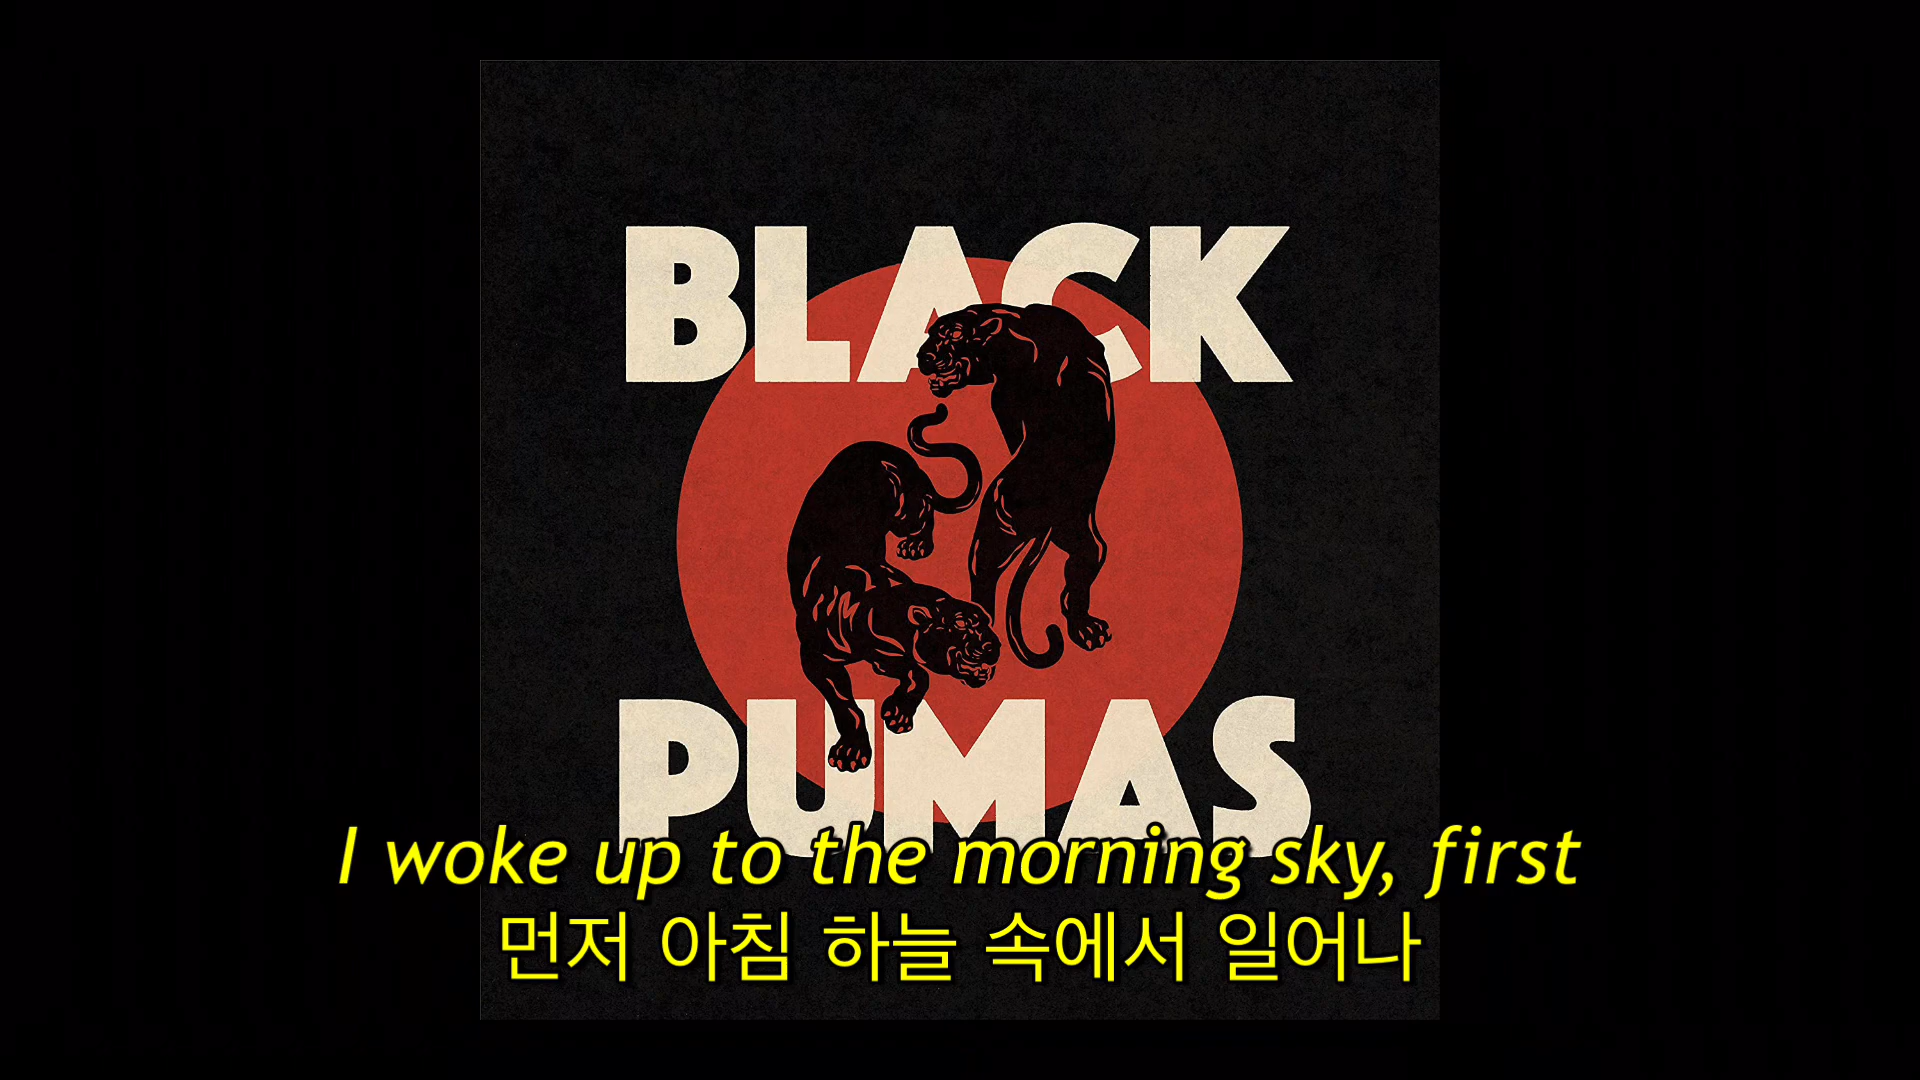 BLACK
PUMAS
I woke up to the morning sky, first
먼저 아침 하늘 속에서 일어나